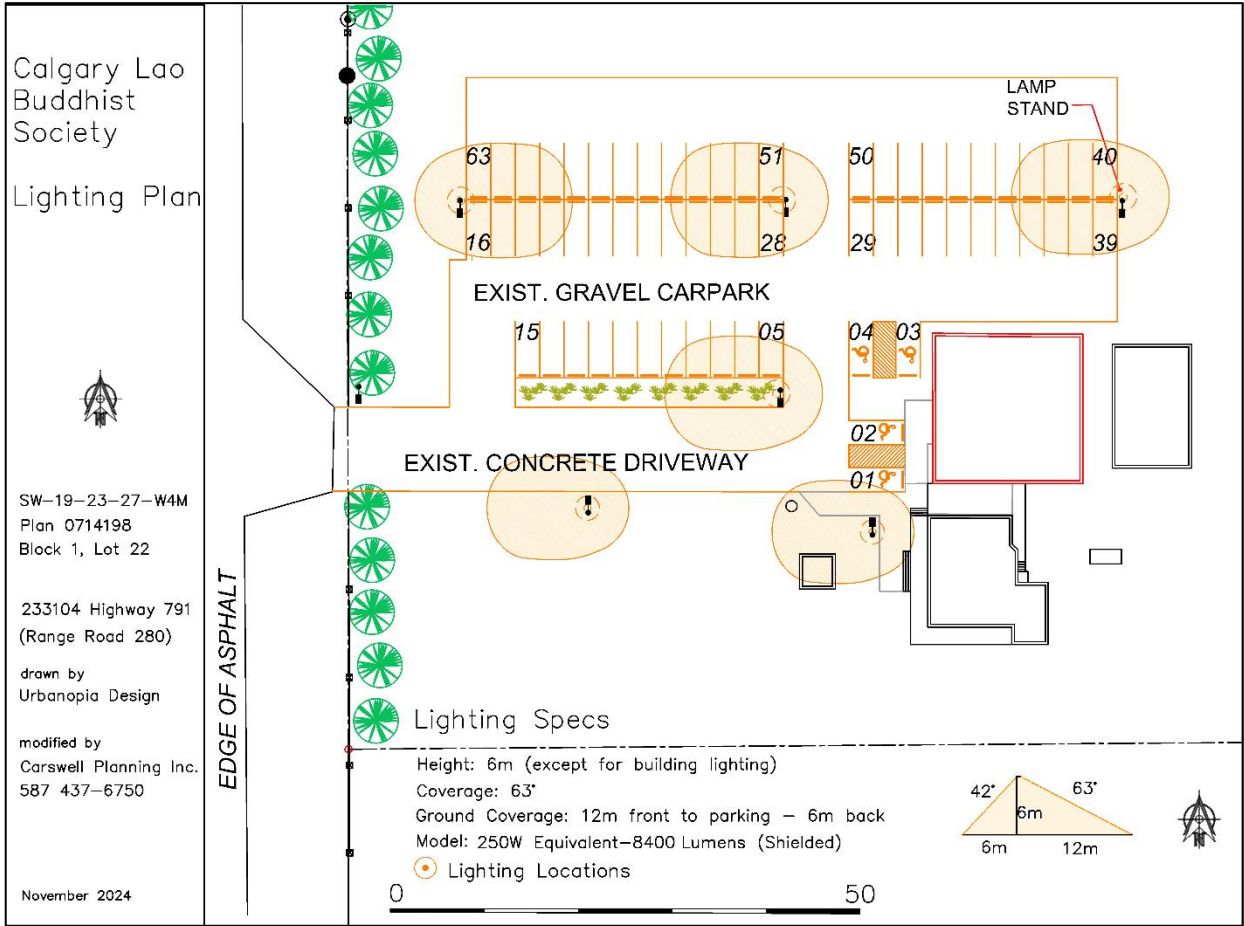 Calgary Lao
Buddhist
Society
Lighting Plan
N
SW-19-23-27-W4M
Plan 0714198
Block 1, Lot 22
233104 Highway 791
(Range Road 280)
drawn by
Urbanopia Design
modified by
Carswell Planning Inc.
587 437-6750
November 2024
EDGE OF ASPHALT
LAMP
STAND
63 51 50 40
16 28 29 39
EXIST. GRAVEL CARPARK
15 05 04 03
02
EXIST. CONCRETE DRIVEWAY
01
Lighting Specs
Height: 6m (except for building lighting)
Coverage: 63°
Ground Coverage: 12m front to parking - 6m back
Model: 250W Equivalent-8400 Lumens (Shielded)
Lighting Locations
0 50
42° 63°
6m
6m 12m
N